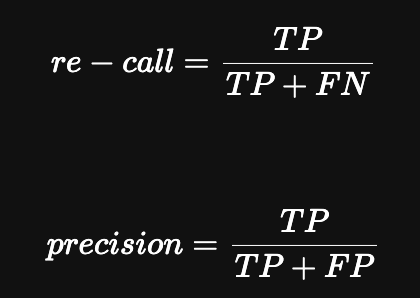 re − call = TP / TP + FN
precision = TP / TP + FP